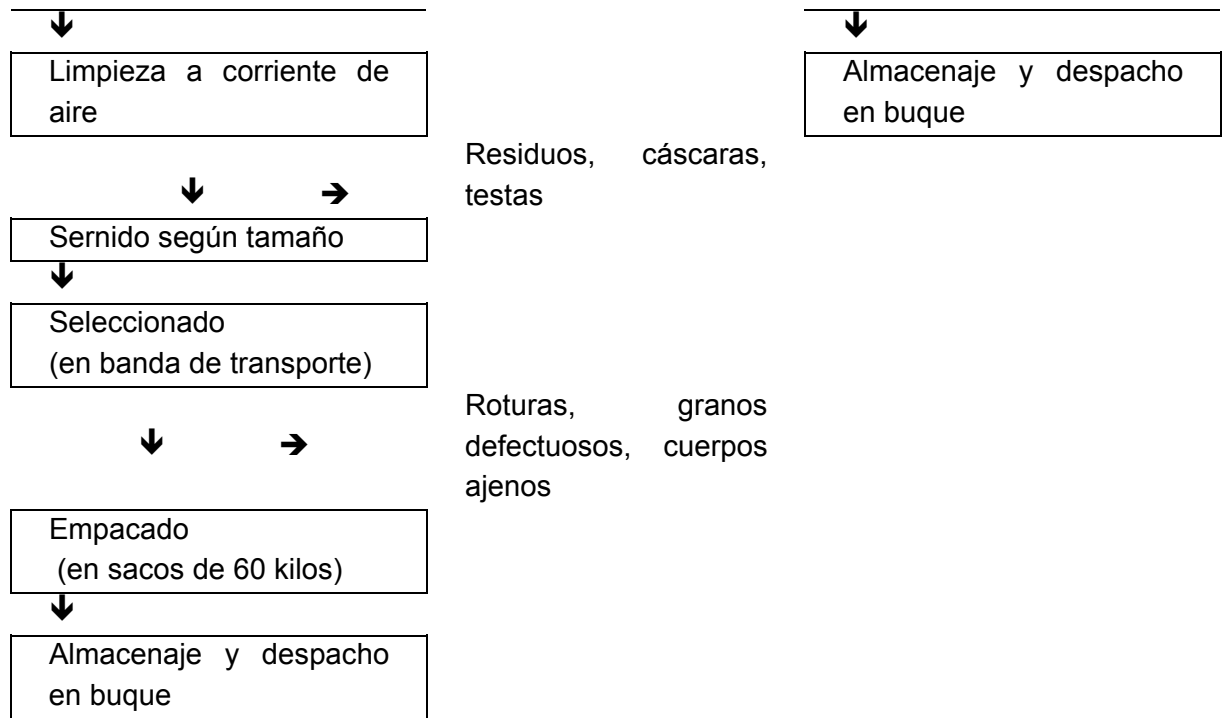 Limpieza a corriente de
aire
Almacenaje y despacho
en buque
Residuos, cáscaras,
testas
Sernido según tamaño
Seleccionado
(en banda de transporte)
Roturas, granos
defectuosos, cuerpos
ajenos
Empacado
(en sacos de 60 kilos)
Almacenaje y despacho
en buque